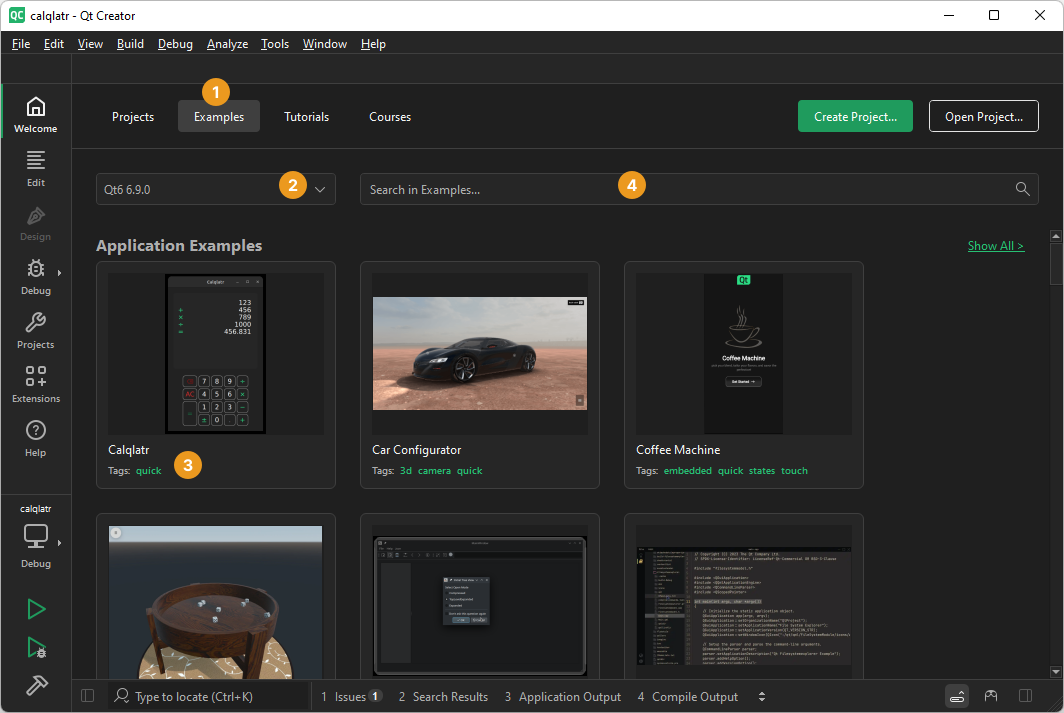 QC calqlatr - Qt Creator
File Edit View Build Debug Analyze Tools Window Help
1
Projects Examples Tutorials Courses Create Project... Open Project...
Welcome
Edit
Design
Debug
Projects
Extensions
Help
calqlatr
Debug
Qt6 6.9.0 2 Search in Examples... 4
Application Examples Show All >
Calqlatr
123
+ 456
× 789
÷ 1000
= 456.831
7 8 9 ÷
AC 4 5 6 ×
1 2 3 −
± 0 . +
Qt
Coffee Machine
Get Started →
Calqlatr
Tags: quick 3
Car Configurator
Tags: 3d camera quick
Coffee Machine
Tags: embedded quick states touch
#include <QQmlApplicationEngine>
Type to locate (Ctrl+K) 1 Issues 1 2 Search Results 3 Application Output 4 Compile Output